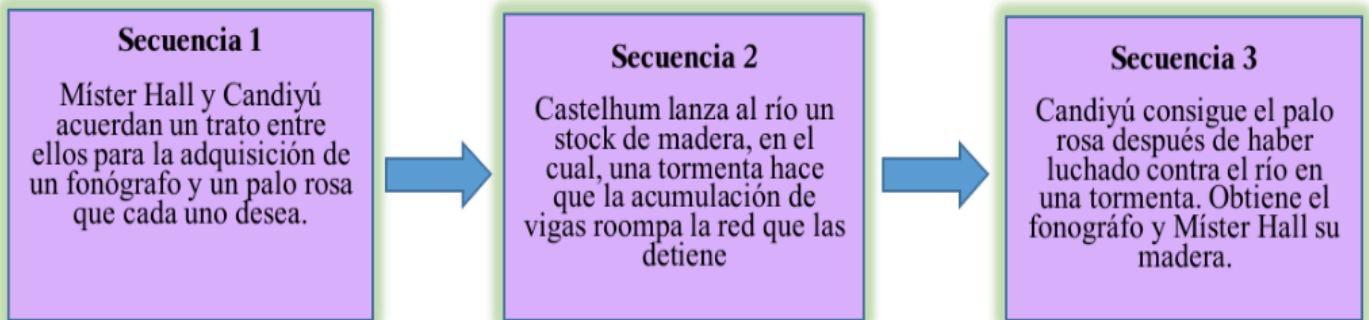 Secuencia 1
Míster Hall y Candiyú
acuerdan un trato entre
ellos para la adquisición de
un fonógrafo y un palo rosa
que cada uno desea.
Secuencia 2
Castelhum lanza al río un
stock de madera, en el
cual, una tormenta hace
que la acumulación de
vigas roompa la red que las
detiene
Secuencia 3
Candiyú consigue el palo
rosa después de haber
luchado contra el río en
una tormenta. Obtiene el
fonográfo y Míster Hall su
madera.